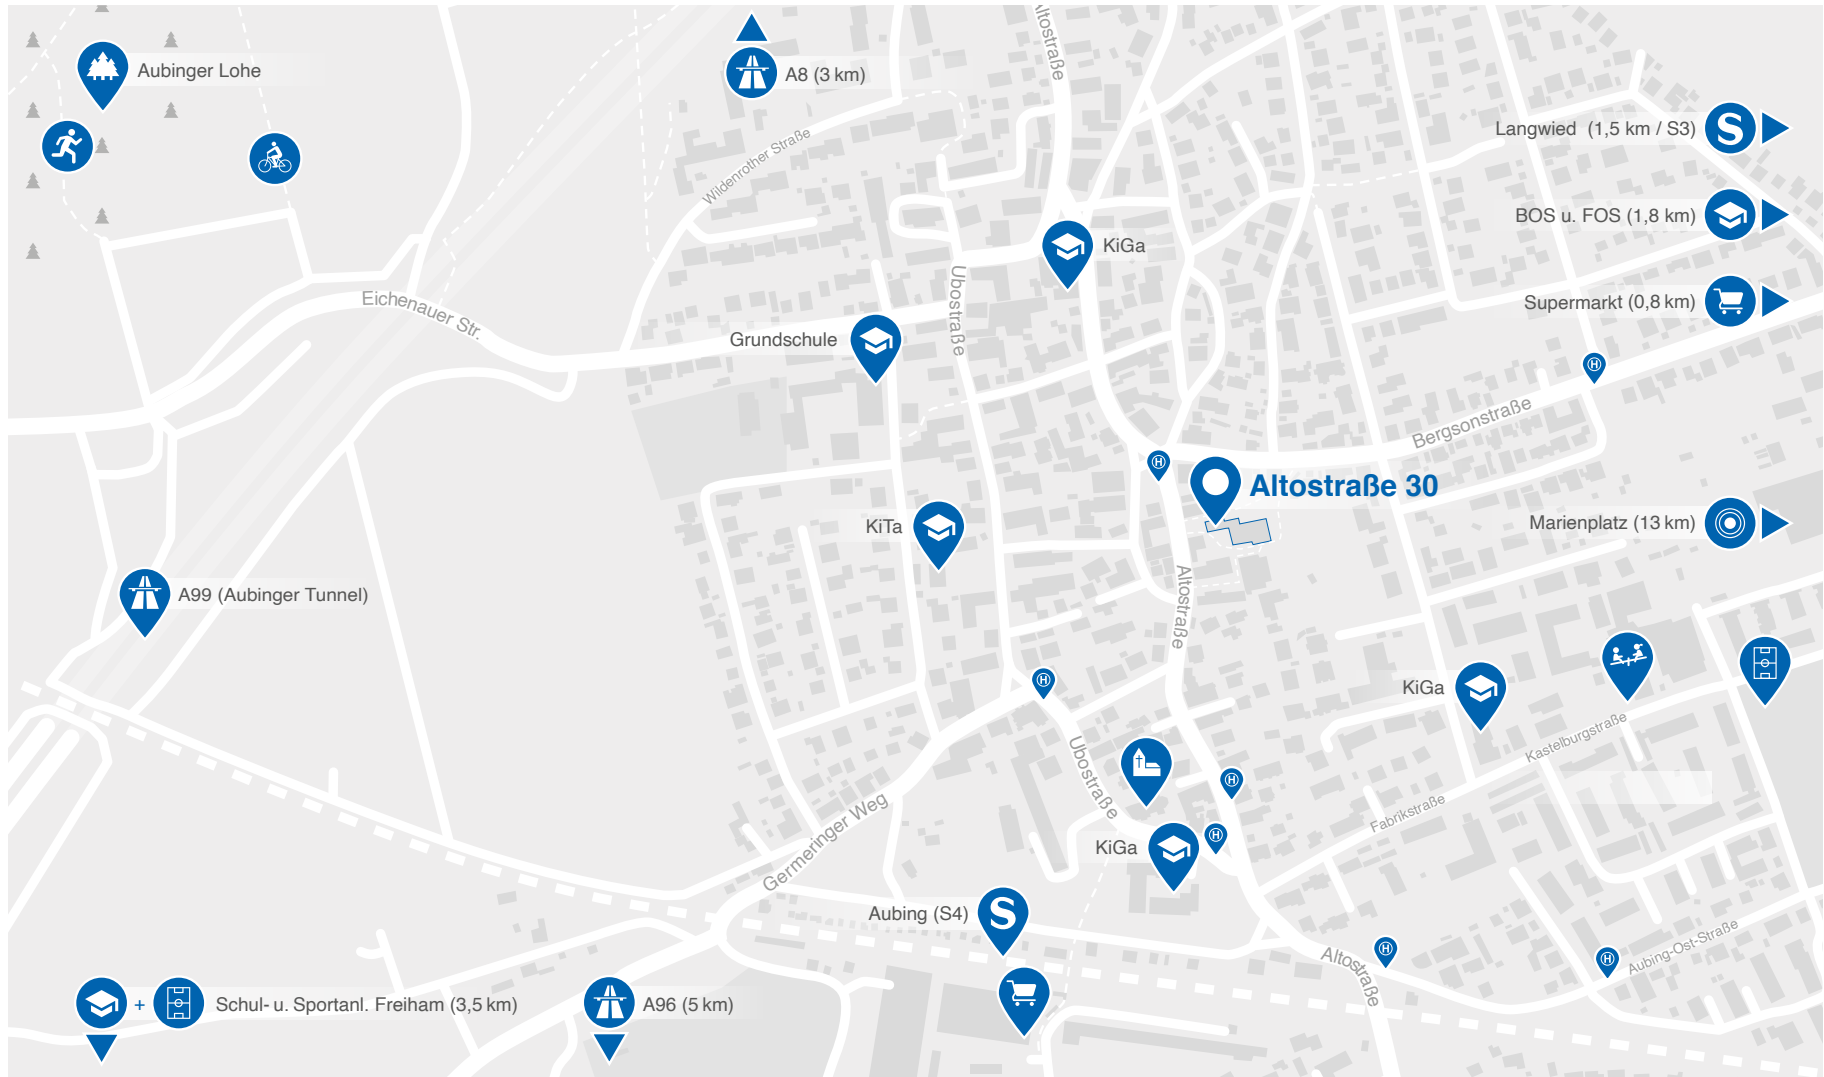 Altostraße
Aubinger Lohe
A8 (3 km)
Langwied (1,5 km / S3)
S
Wildenrother Straße
BOS u. FOS (1,8 km)
KiGa
Ubostraße
Eichenauer Str.
Supermarkt (0,8 km)
Grundschule
H
Bergsonstraße
H
Altostraße 30
KiTa
Marienplatz (13 km)
A99 (Aubinger Tunnel)
Altostraße
H
KiGa
Kastelburgstraße
Ubostraße
H
Germeringer Weg
Fabrikstraße
H
KiGa
Aubing (S4)
S
Altostraße
H
Aubing-Ost-Straße
H
+ Schul- u. Sportanl. Freiham (3,5 km)
A96 (5 km)